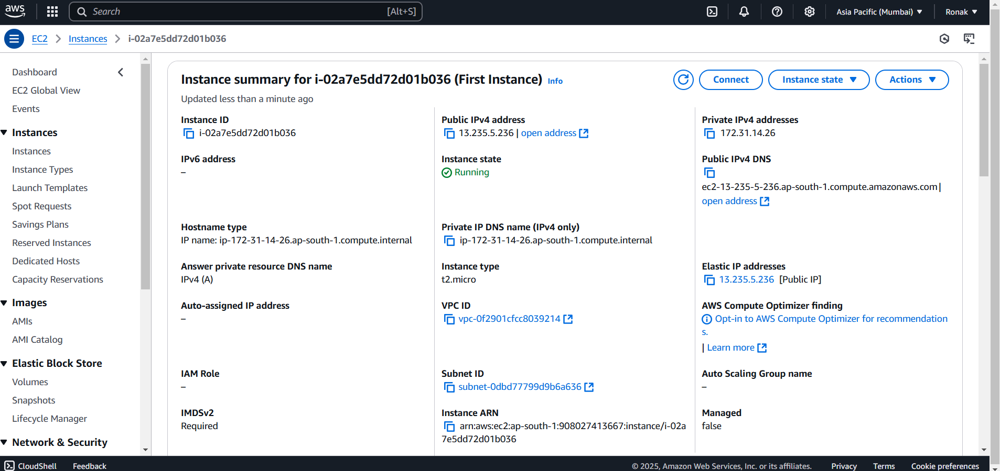 aws
Search [Alt+S]
Asia Pacific (Mumbai)
Ronak
EC2 > Instances > i-02a7e5dd72d01b036
Dashboard
EC2 Global View
Events
Instances
Instances
Instance Types
Launch Templates
Spot Requests
Savings Plans
Reserved Instances
Dedicated Hosts
Capacity Reservations
Images
AMIs
AMI Catalog
Elastic Block Store
Volumes
Snapshots
Lifecycle Manager
Network & Security
Instance summary for i-02a7e5dd72d01b036 (First Instance) Info
Updated less than a minute ago
Connect
Instance state
Actions
Instance ID
i-02a7e5dd72d01b036
Public IPv4 address
13.235.5.236 | open address
Private IPv4 addresses
172.31.14.26
IPv6 address
–
Instance state
Running
Public IPv4 DNS
ec2-13-235-5-236.ap-south-1.compute.amazonaws.com |
open address
Hostname type
IP name: ip-172-31-14-26.ap-south-1.compute.internal
Private IP DNS name (IPv4 only)
ip-172-31-14-26.ap-south-1.compute.internal
Answer private resource DNS name
IPv4 (A)
Instance type
t2.micro
Elastic IP addresses
13.235.5.236 [Public IP]
Auto-assigned IP address
–
VPC ID
vpc-0f2901cfcc8039214
AWS Compute Optimizer finding
Opt-in to AWS Compute Optimizer for recommendation
s.
| Learn more
IAM Role
–
Subnet ID
subnet-0dbd77799d9b6a636
Auto Scaling Group name
–
IMDSv2
Required
Instance ARN
arn:aws:ec2:ap-south-1:908027413667:instance/i-02a
7e5dd72d01b036
Managed
false
CloudShell
Feedback
© 2025, Amazon Web Services, Inc. or its affiliates.
Privacy
Terms
Cookie preferences